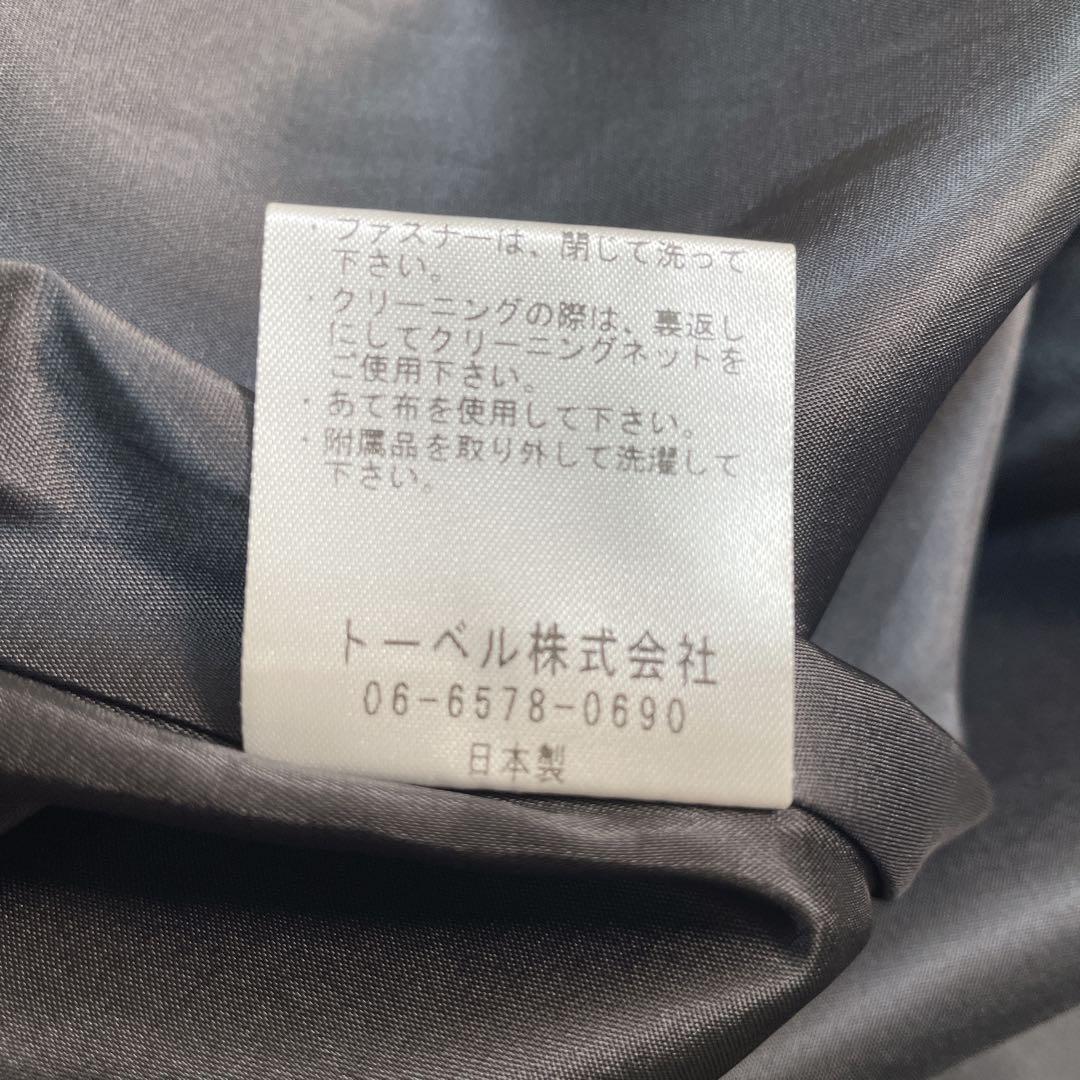 ・ファスナーは、閉じて洗って
下さい。
・クリーニングの際は、裏返し
にしてクリーニングネットを
ご使用下さい。
・あて布を使用して下さい。
・附属品を取り外して洗濯して
下さい。
トーベル株式会社
06-6578-0690
日本製